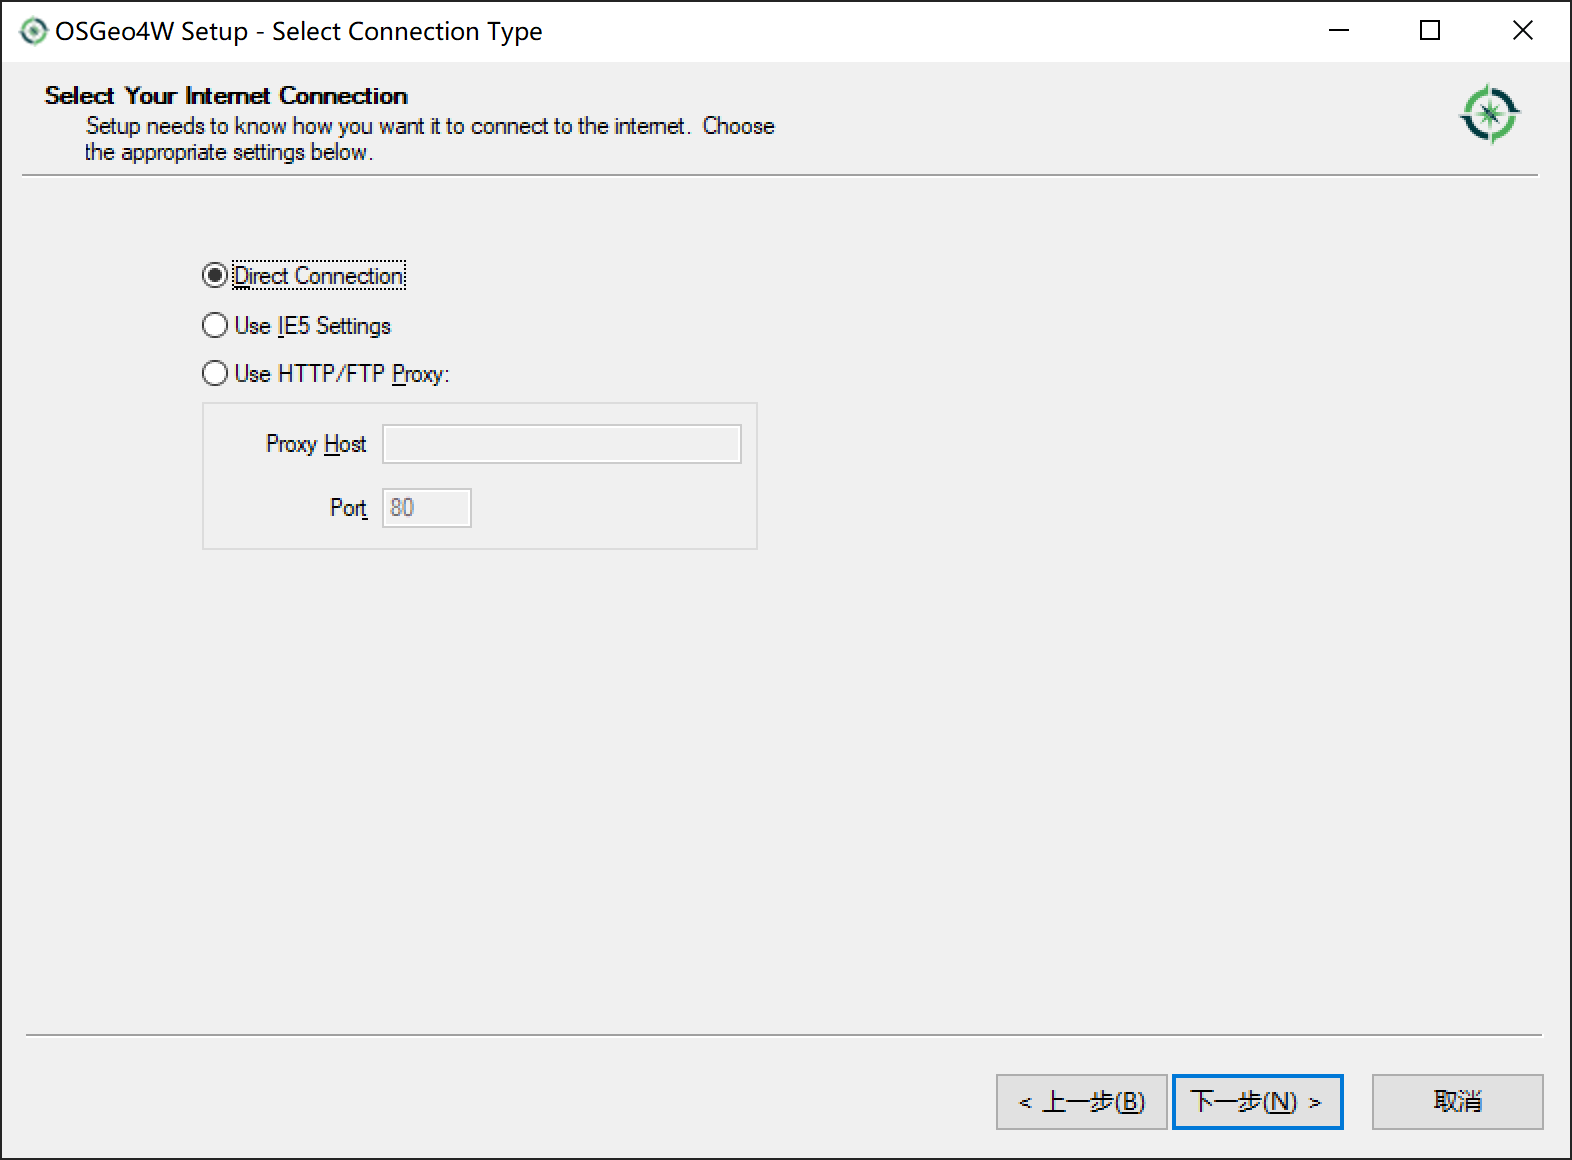 OSGeo4W Setup - Select Connection Type
Select Your Internet Connection
Setup needs to know how you want it to connect to the internet. Choose
the appropriate settings below.
Direct Connection
Use IE5 Settings
Use HTTP/FTP Proxy:
Proxy Host
Port 80
< 上一步(B) 下一步(N) > 取消